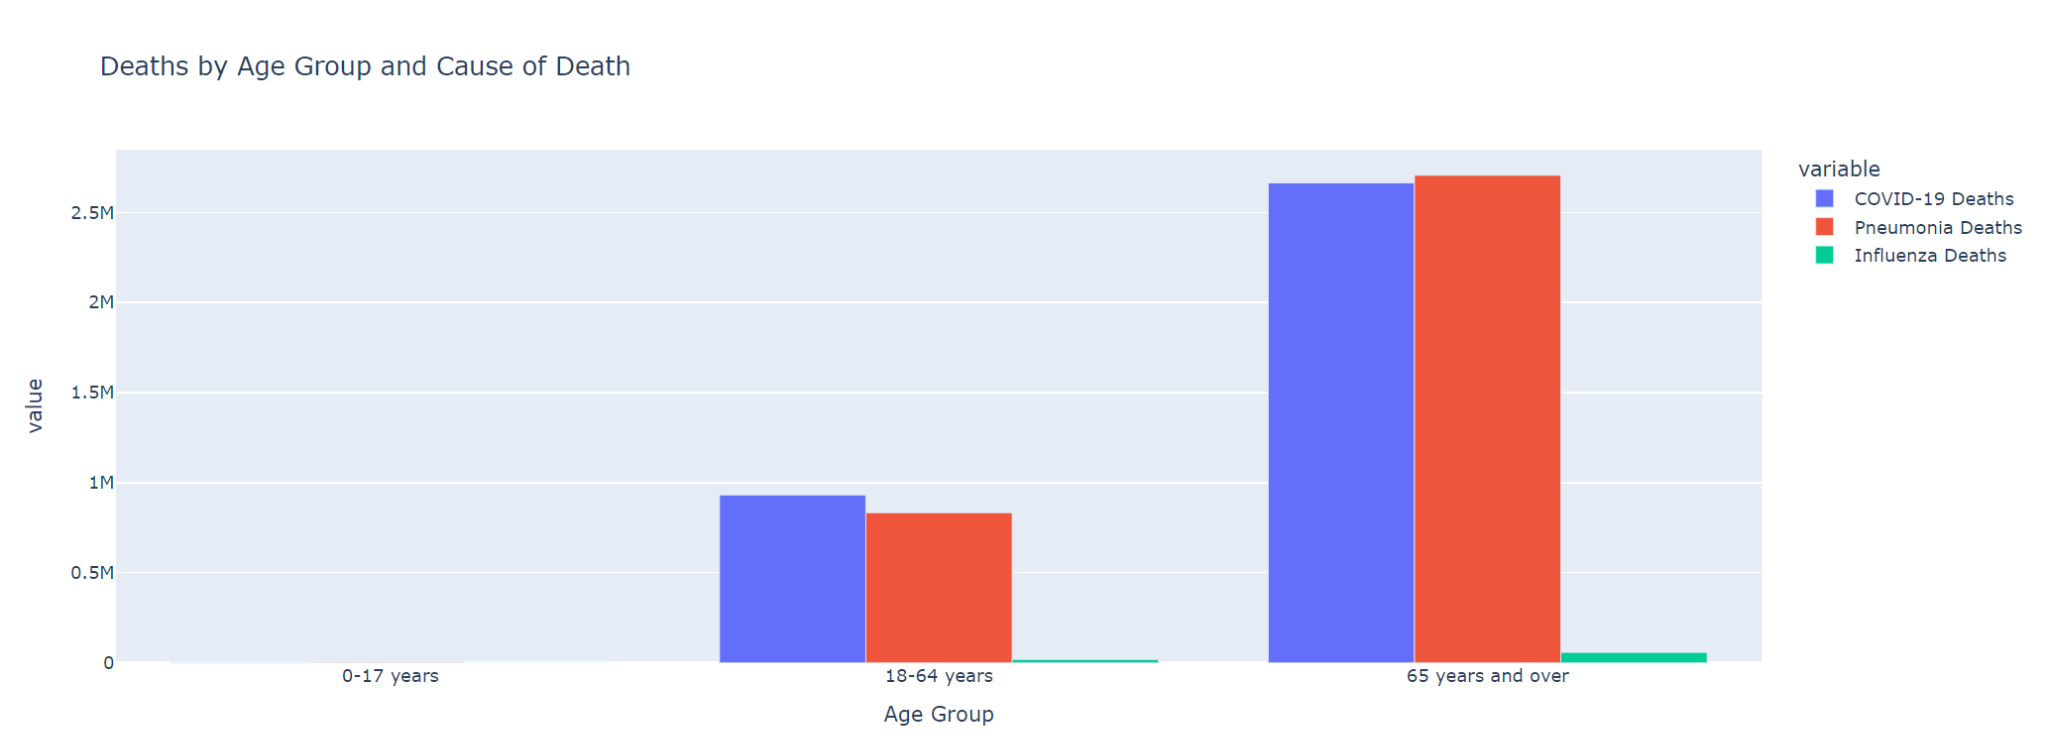 Deaths by Age Group and Cause of Death
variable
COVID-19 Deaths
Pneumonia Deaths
Influenza Deaths
value
2.5M
2M
1.5M
1M
0.5M
0
0-17 years
18-64 years
65 years and over
Age Group